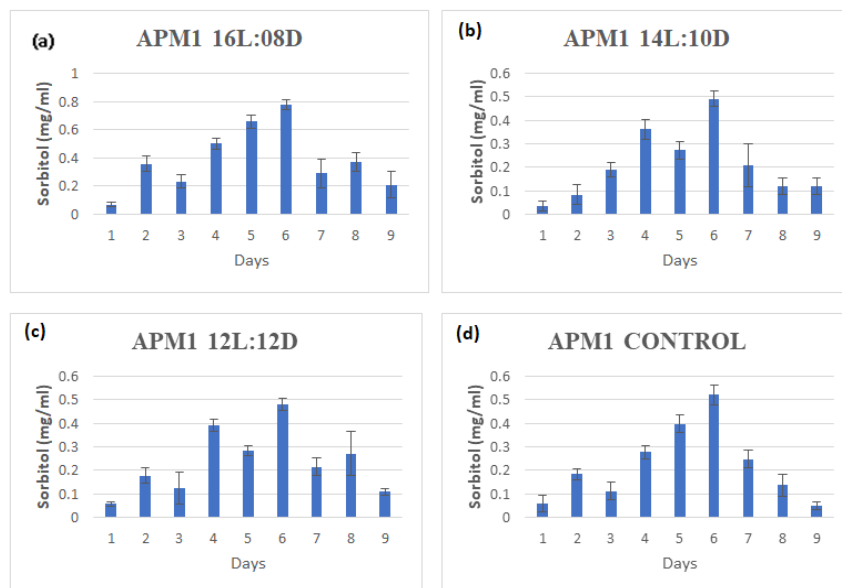 (a)
APM1 16L:08D
Sorbitol (mg/ml)
1
0.8
0.6
0.4
0.2
0
1 2 3 4 5 6 7 8 9
Days
(b)
APM1 14L:10D
Sorbitol (mg/ml)
0.6
0.5
0.4
0.3
0.2
0.1
0
1 2 3 4 5 6 7 8 9
Days
(c)
APM1 12L:12D
Sorbitol (mg/ml)
0.6
0.5
0.4
0.3
0.2
0.1
0
1 2 3 4 5 6 7 8 9
Days
(d)
APM1 CONTROL
Sorbitol (mg/ml)
0.6
0.5
0.4
0.3
0.2
0.1
0
1 2 3 4 5 6 7 8 9
Days